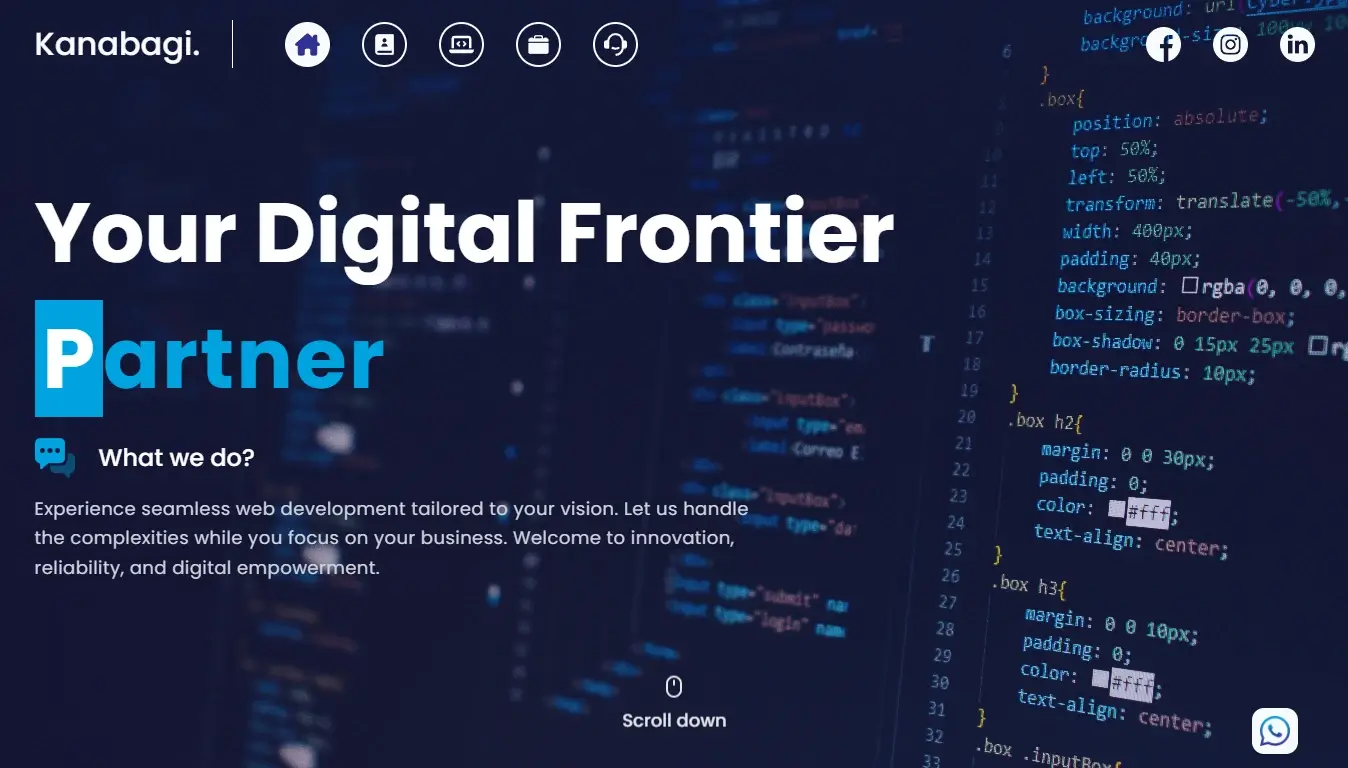 Kanabagi.
Your Digital Frontier
Partner
What we do?
Experience seamless web development tailored to your vision. Let us handle
the complexities while you focus on your business. Welcome to innovation,
reliability, and digital empowerment.
Scroll down
6
}
.box{
position: absolute;
10 top: 50%;
11 left: 50%;
12 transform: translate(-50%,
13 width: 400px;
14 padding: 40px;
15 background: rgba(0, 0, 0,
16 box-sizing: border-box;
17 box-shadow: 0 15px 25px
18 border-radius: 10px;
19 }
20 .box h2{
21 margin: 0 0 30px;
22 padding: 0;
23 color: #fff;
24 text-align: center;
25 }
26 .box h3{
27 margin: 0 0 10px;
28 padding: 0;
29 color: #fff;
30 text-align: center;
31 }
32 .box .inputBox{
33